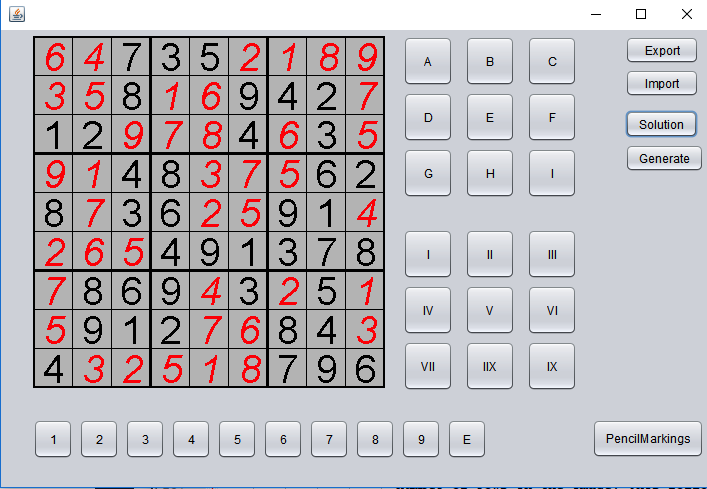 6 4 7 3 5 2 1 8 9
3 5 8 1 6 9 4 2 7
1 2 9 7 8 4 6 3 5
9 1 4 8 3 7 5 6 2
8 7 3 6 2 5 9 1 4
2 6 5 4 9 1 3 7 8
7 8 6 9 4 3 2 5 1
5 9 1 2 7 6 8 4 3
4 3 2 5 1 8 7 9 6
A B C
D E F
G H I
I II III
IV V VI
VII IIX IX
Export
Import
Solution
Generate
1 2 3 4 5 6 7 8 9 E
PencilMarkings